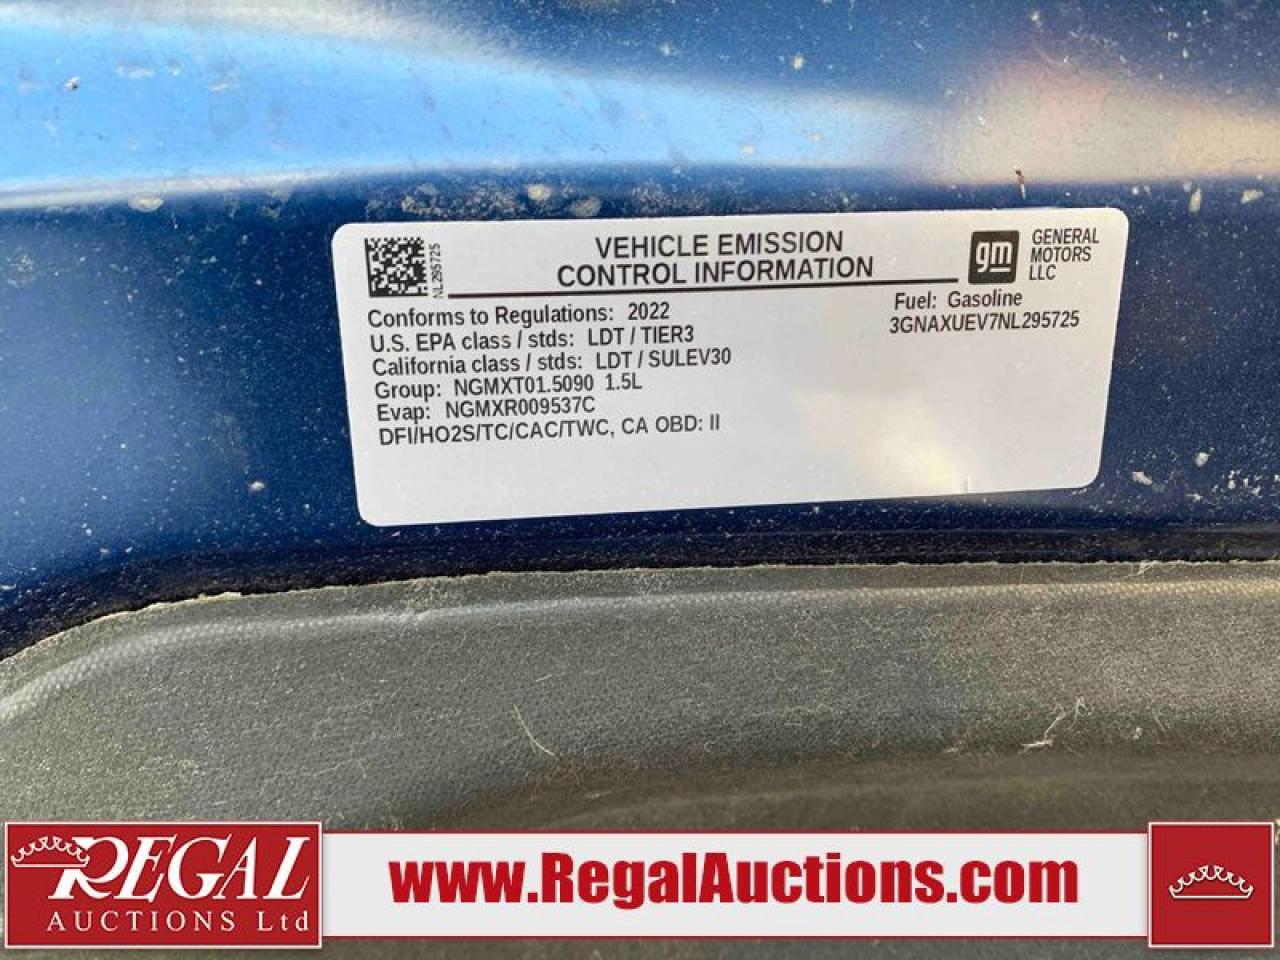 NL295725
VEHICLE EMISSION
CONTROL INFORMATION
gm
GENERAL
MOTORS
LLC
Conforms to Regulations: 2022
U.S. EPA class / stds: LDT / TIER3
California class / stds: LDT / SULEV30
Group: NGMXT01.5090 1.5L
Evap: NGMXR009537C
DFI/HO2S/TC/CAC/TWC, CA OBD: II
Fuel: Gasoline
3GNAXUEV7NL295725
REGAL
AUCTIONS Ltd
www.RegalAuctions.com